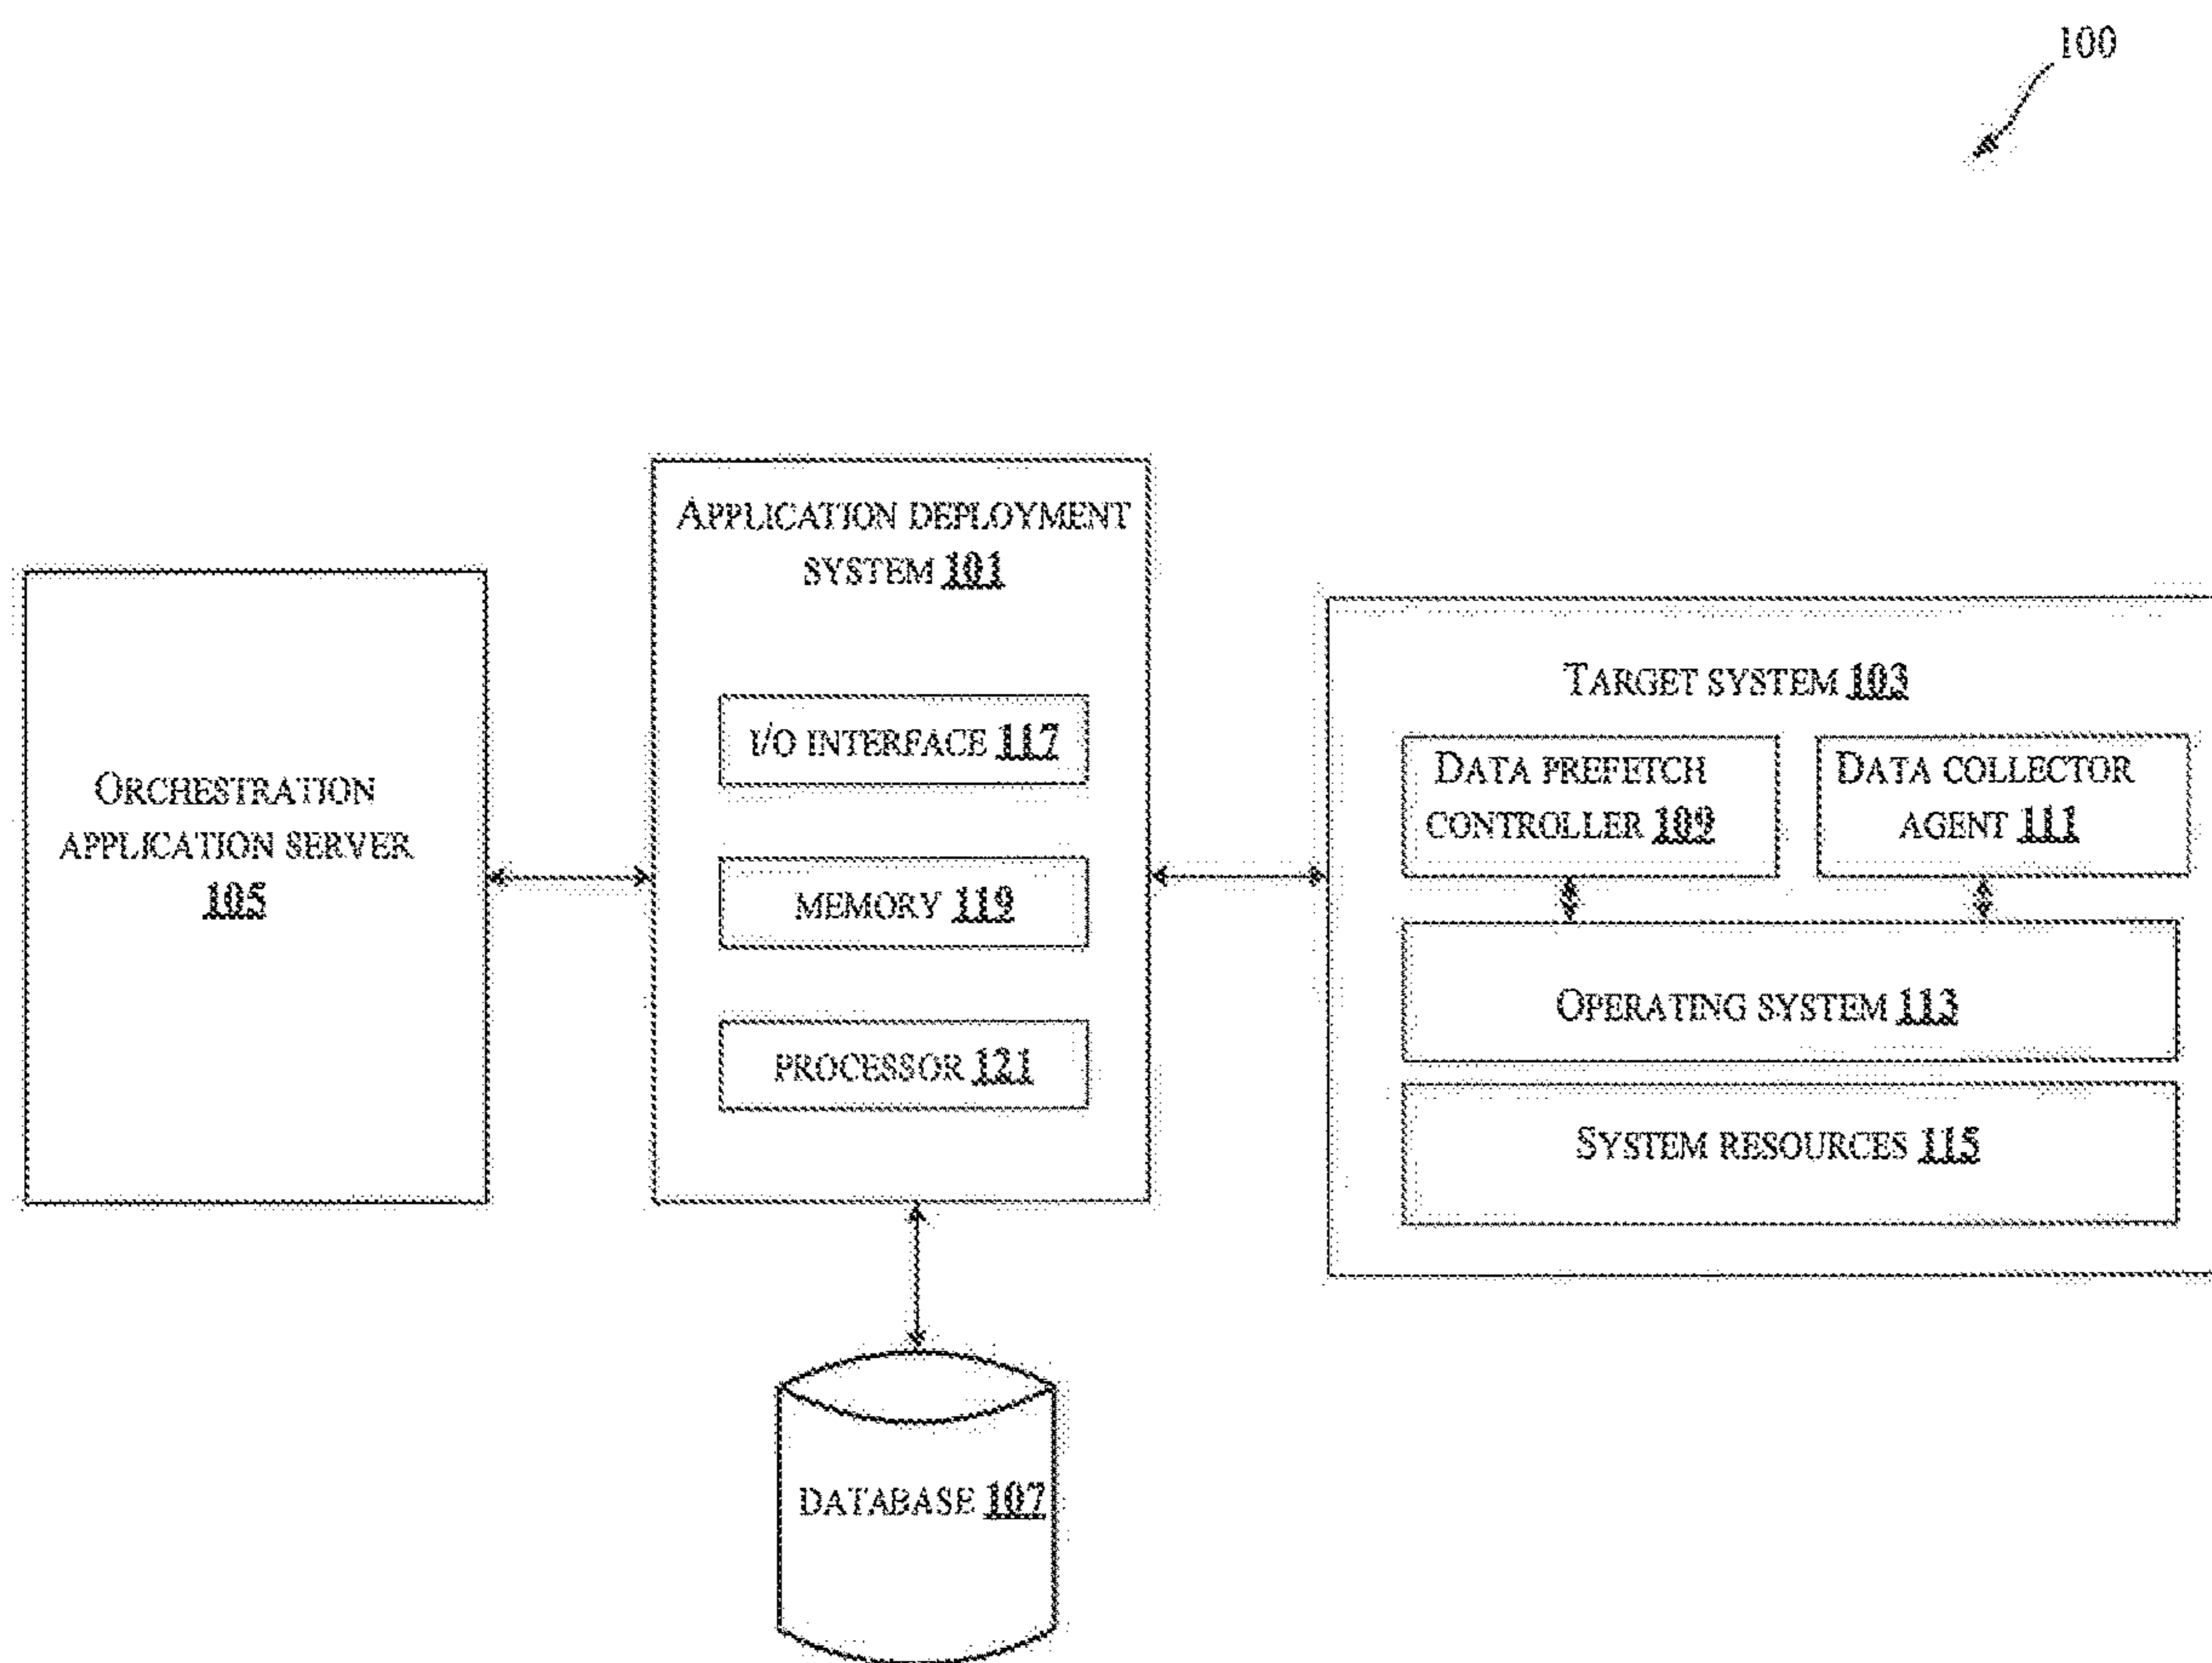 100
APPLICATION DEPLOYMENT
SYSTEM 101
I/O INTERFACE 117
MEMORY 119
PROCESSOR 121
ORCHESTRATION
APPLICATION SERVER
105
TARGET SYSTEM 103
DATA PREFETCH
CONTROLLER 109
DATA COLLECTOR
AGENT 111
OPERATING SYSTEM 113
SYSTEM RESOURCES 115
DATABASE 107